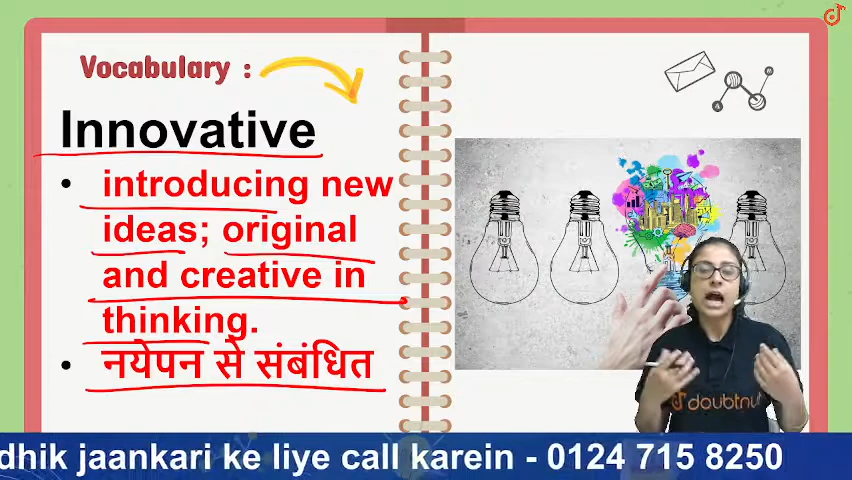 Vocabulary :
Innovative
• introducing new
ideas; original
and creative in
thinking.
• नयेपन से संबंधित
doubtnut
dhik jaankari ke liye call karein - 0124 715 8250